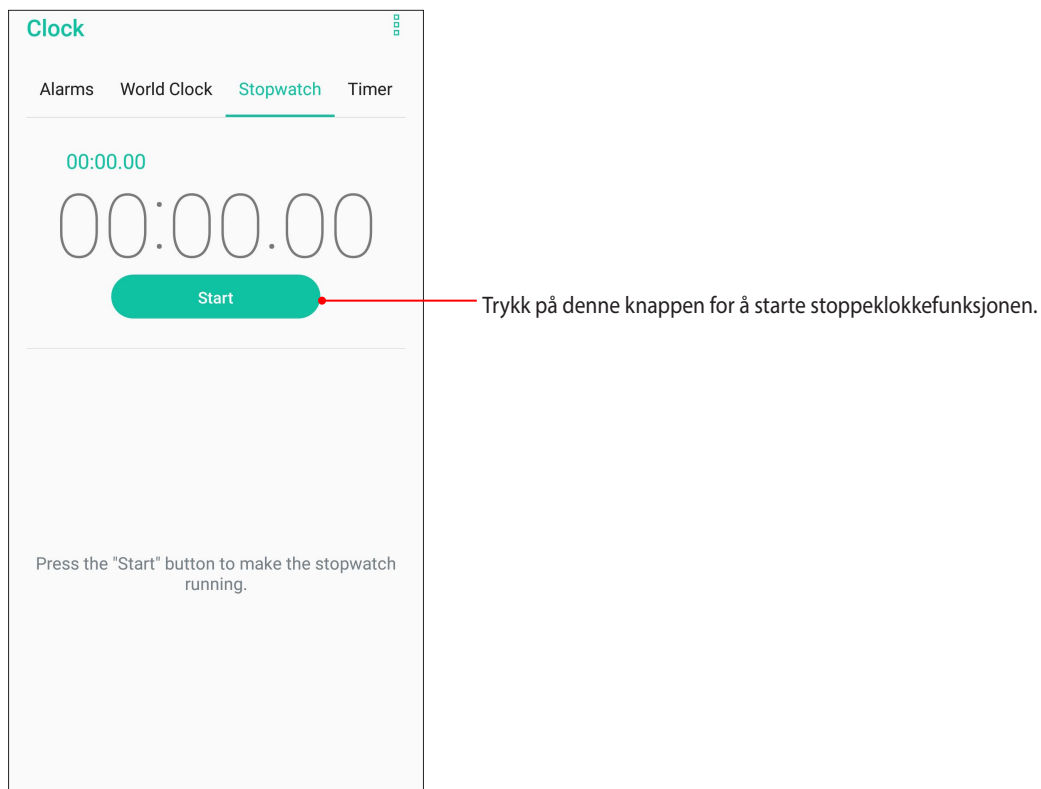 Clock
Alarms World Clock Stopwatch Timer
00:00.00
00:00.00
Start
Trykk på denne knappen for å starte stoppeklokkefunksjonen.
Press the "Start" button to make the stopwatch
running.